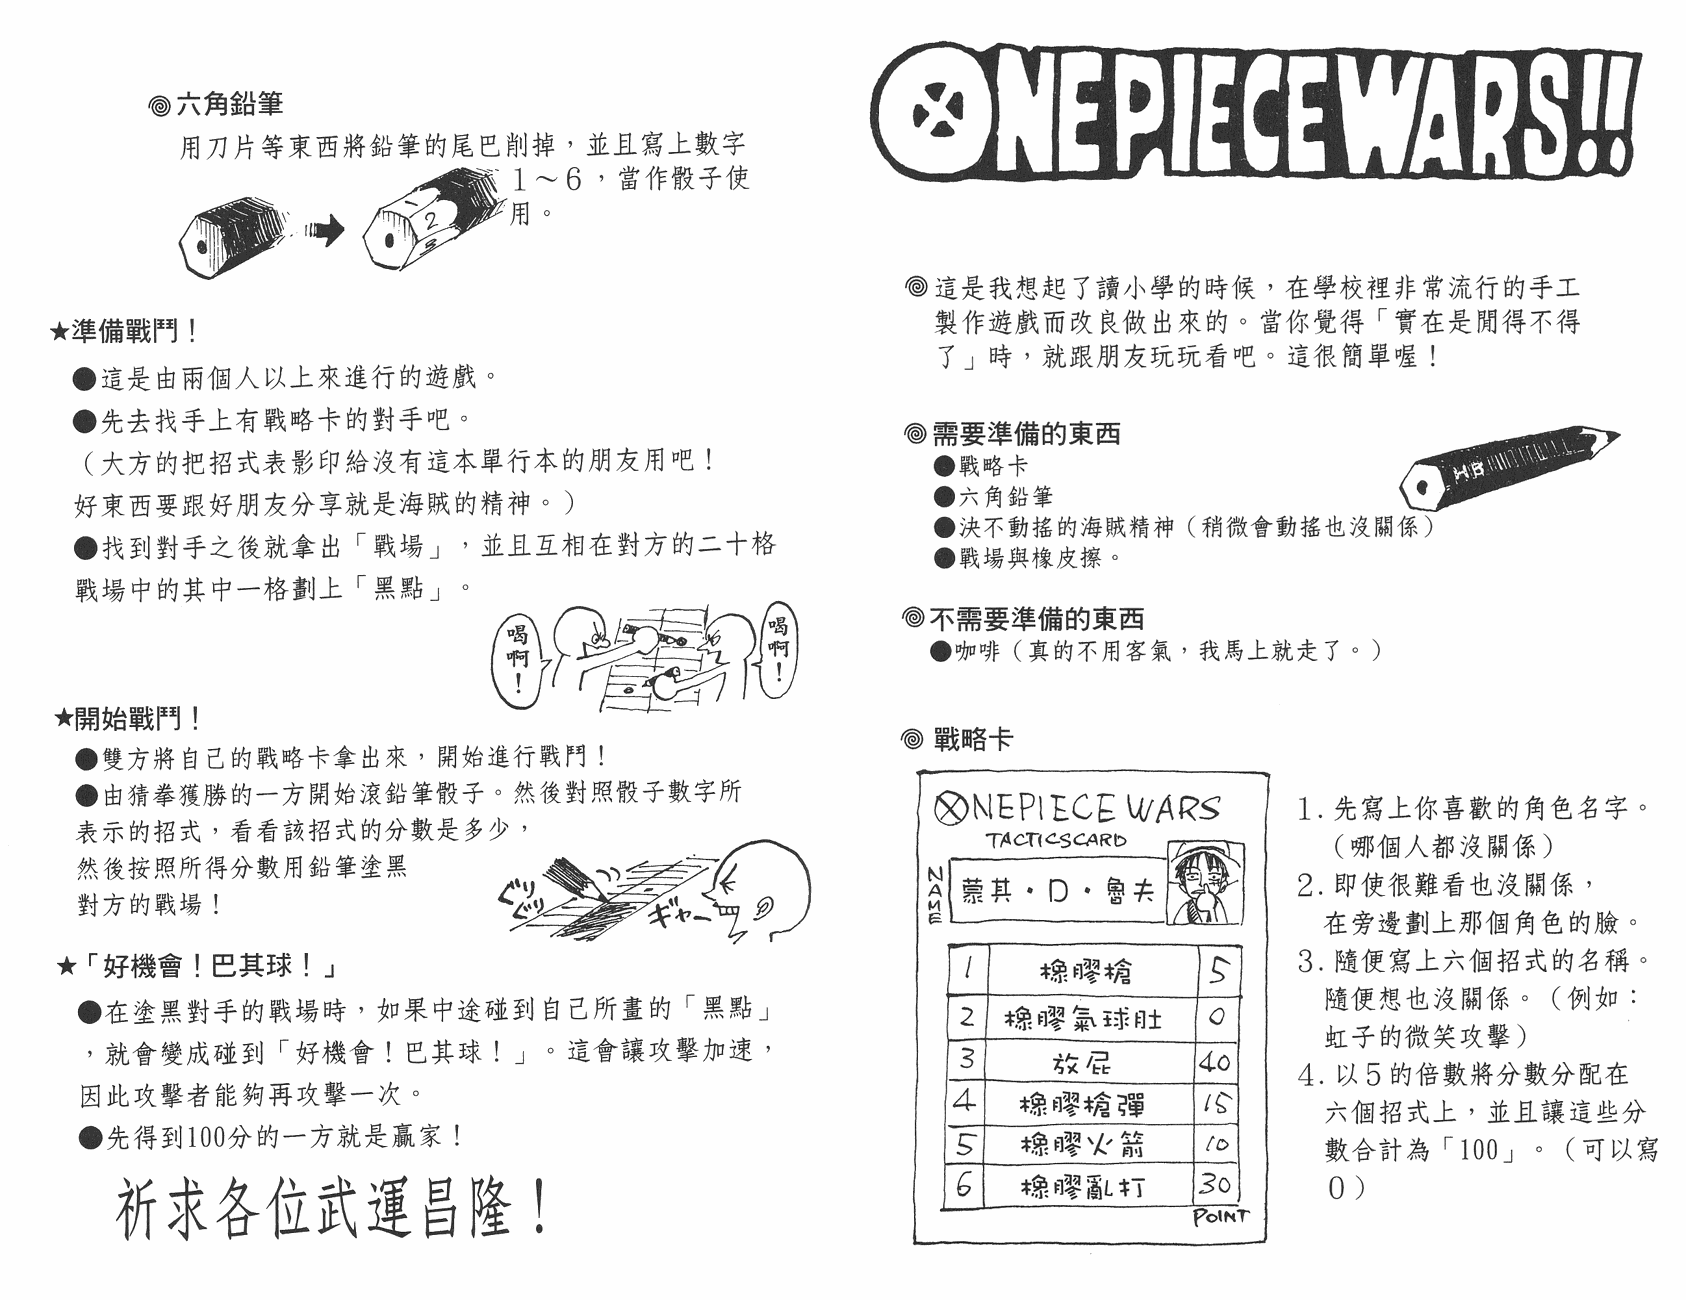 ONE PIECE WARS!!
這是我想起了讀小學的時候，在學校裡非常流行的手工
製作遊戲而改良做出來的。當你覺得「實在是閒得不得
了」時，就跟朋友玩玩看吧。這很簡單喔！
需要準備的東西
●戰略卡
●六角鉛筆
●決不動搖的海賊精神（稍微會動搖也沒關係）
●戰場與橡皮擦。
HB
不需要準備的東西
●咖啡（真的不用客氣，我馬上就走了。）
戰略卡
ONEPIECE WARS
TACTICSCARD
NAME
蒙其・D・魯夫
1 橡膠槍 5
2 橡膠氣球肚 0
3 放屁 40
4 橡膠槍彈 15
5 橡膠火箭 10
6 橡膠亂打 30
POINT
1. 先寫上你喜歡的角色名字。
（哪個人都沒關係）
2. 即使很難看也沒關係，
在旁邊劃上那個角色的臉。
3. 隨便寫上六個招式的名稱。
隨便想也沒關係。（例如：
虹子的微笑攻擊）
4. 以５的倍數將分數分配在
六個招式上，並且讓這些分
數合計為「100」。（可以寫
０）
六角鉛筆
用刀片等東西將鉛筆的尾巴削掉，並且寫上數字
１～６，當作骰子使
用。
1
2
3
★準備戰鬥！
●這是由兩個人以上來進行的遊戲。
●先去找手上有戰略卡的對手吧。
（大方的把招式表影印給沒有這本單行本的朋友用吧！
好東西要跟好朋友分享就是海賊的精神。）
●找到對手之後就拿出「戰場」，並且互相在對方的二十格
戰場中的其中一格劃上「黑點」。
喝啊！
喝啊！
★開始戰鬥！
●雙方將自己的戰略卡拿出來，開始進行戰鬥！
●由猜拳獲勝的一方開始滾鉛筆骰子。然後對照骰子數字所
表示的招式，看看該招式的分數是多少，
然後按照所得分數用鉛筆塗黑
對方的戰場！
ぐり
ぐり
ギャー
★「好機會！巴其球！」
●在塗黑對手的戰場時，如果中途碰到自己所畫的「黑點」
，就會變成碰到「好機會！巴其球！」。這會讓攻擊加速，
因此攻擊者能夠再攻擊一次。
●先得到100分的一方就是贏家！
祈求各位武運昌隆！